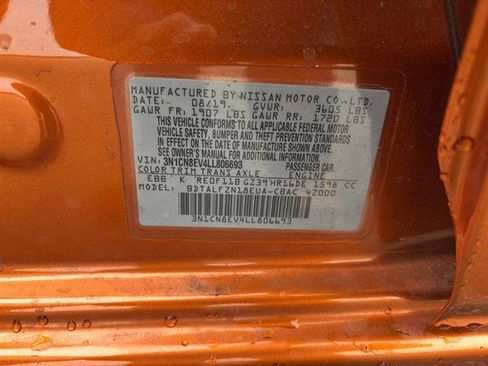 MANUFACTURED BY NISSAN MOTOR CO., LTD.
DATE:- 08/19. GVWR: 3605 LBS
GAWR FR: 1907 LBS GAWR RR: 1720 LBS
THIS VEHICLE CONFORMS TO ALL APPLICABLE FEDERAL MOTOR
VEHICLE SAFETY, BUMPER AND THEFT PREVENTION STANDARDS
IN EFFECT ON THE DATE OF MANUFACTURE SHOWN ABOVE.
SEE OWNER'S MANUAL FOR ADDITIONAL INFORMATION.
VIN: 3N1CN8EV4LL806693 PASSENGER CAR.
COLOR TRIM TRANS AXLE ENGINE
EBB K RE0F11B GZ39 HR16DE 1598 CC
MODEL: BDTALFZN18EUA-CBAC 4Z000
3N1CN8EV4LL806693